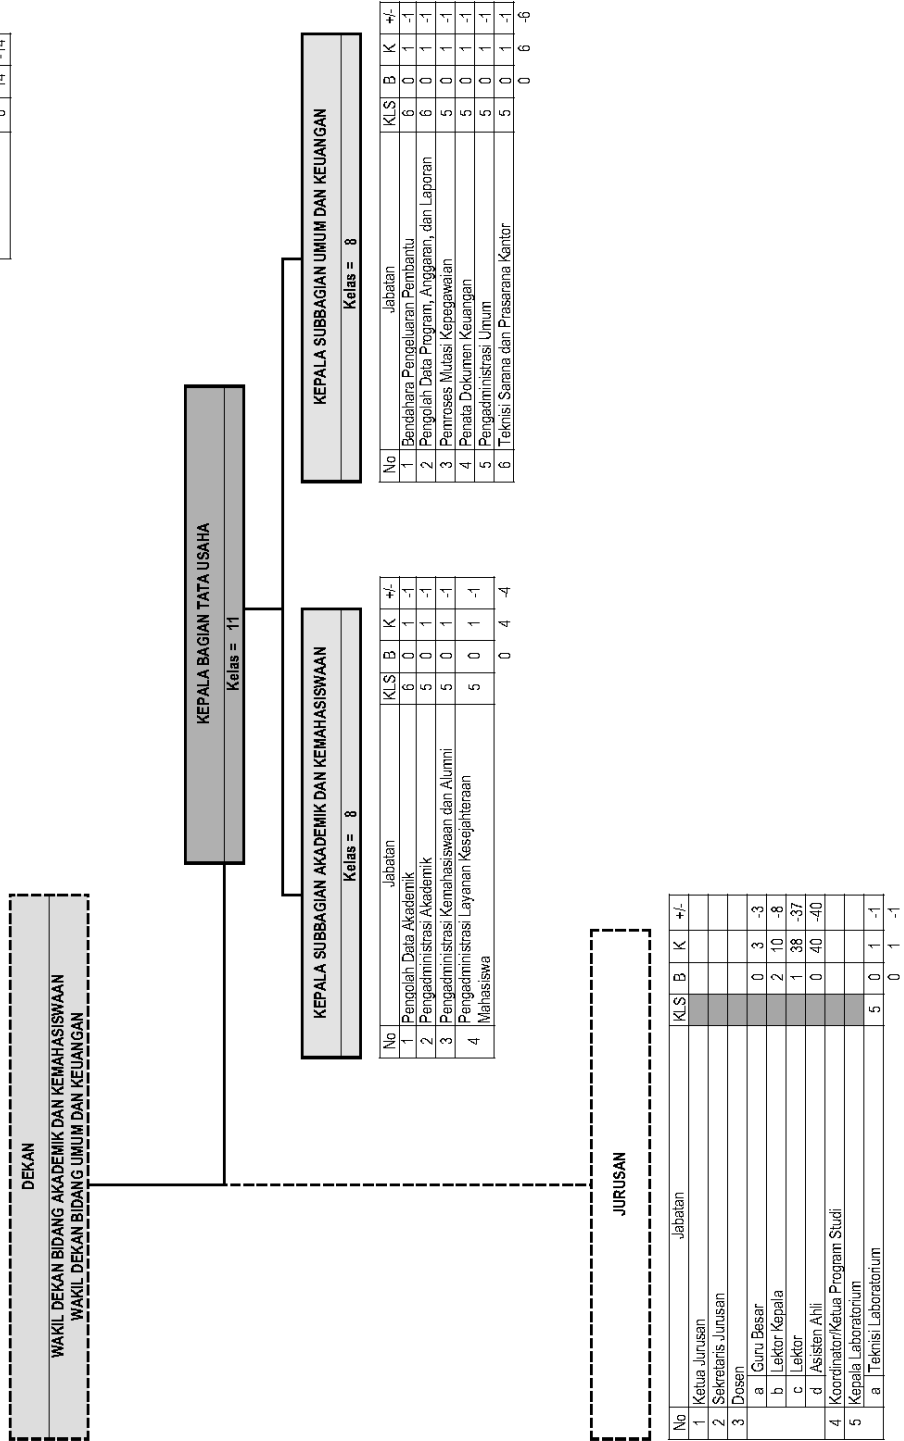 6 14 -14
DEKAN
WAKIL DEKAN BIDANG AKADEMIK DAN KEMAHASISWAAN
WAKIL DEKAN BIDANG UMUM DAN KEUANGAN
KEPALA BAGIAN TATA USAHA
Kelas = 11
KEPALA SUBBAGIAN AKADEMIK DAN KEMAHASISWAAN
Kelas = 8
No Jabatan KLS B K +/-
1 Pengolah Data Akademik 6 0 1 -1
2 Pengadministrasi Akademik 5 0 1 -1
3 Pengadministrasi Kemahasiswaan dan Alumni 5 0 1 -1
4 Pengadministrasi Layanan Kesejahteraan
Mahasiswa 5 0 1 -1
0 4 -4
KEPALA SUBBAGIAN UMUM DAN KEUANGAN
Kelas = 8
No Jabatan KLS B K +/-
1 Bendahara Pengeluaran Pembantu 6 0 1 -1
2 Pengolah Data Program, Anggaran, dan Laporan 6 0 1 -1
3 Pemroses Mutasi Kepegawaian 5 0 1 -1
4 Penata Dokumen Keuangan 5 0 1 -1
5 Pengadministrasi Umum 5 0 1 -1
6 Teknisi Sarana dan Prasarana Kantor 5 0 1 -1
0 6 -6
JURUSAN
No Jabatan KLS B K +/-
1 Ketua Jurusan
2 Sekretaris Jurusan
3 Dosen
a Guru Besar 0 3 -3
b Lektor Kepala 2 10 -8
c Lektor 1 38 -37
d Asisten Ahli 0 40 -40
4 Koordinator/Ketua Program Studi
5 Kepala Laboratorium
a Teknisi Laboratorium 5 0 1 -1
0 1 -1